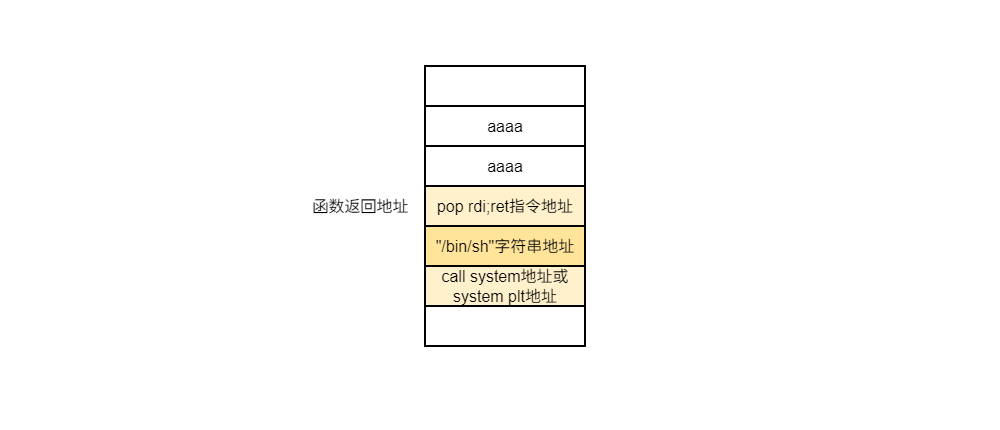 aaaa
aaaa
函数返回地址
pop rdi;ret指令地址
"/bin/sh"字符串地址
call system地址或
system plt地址